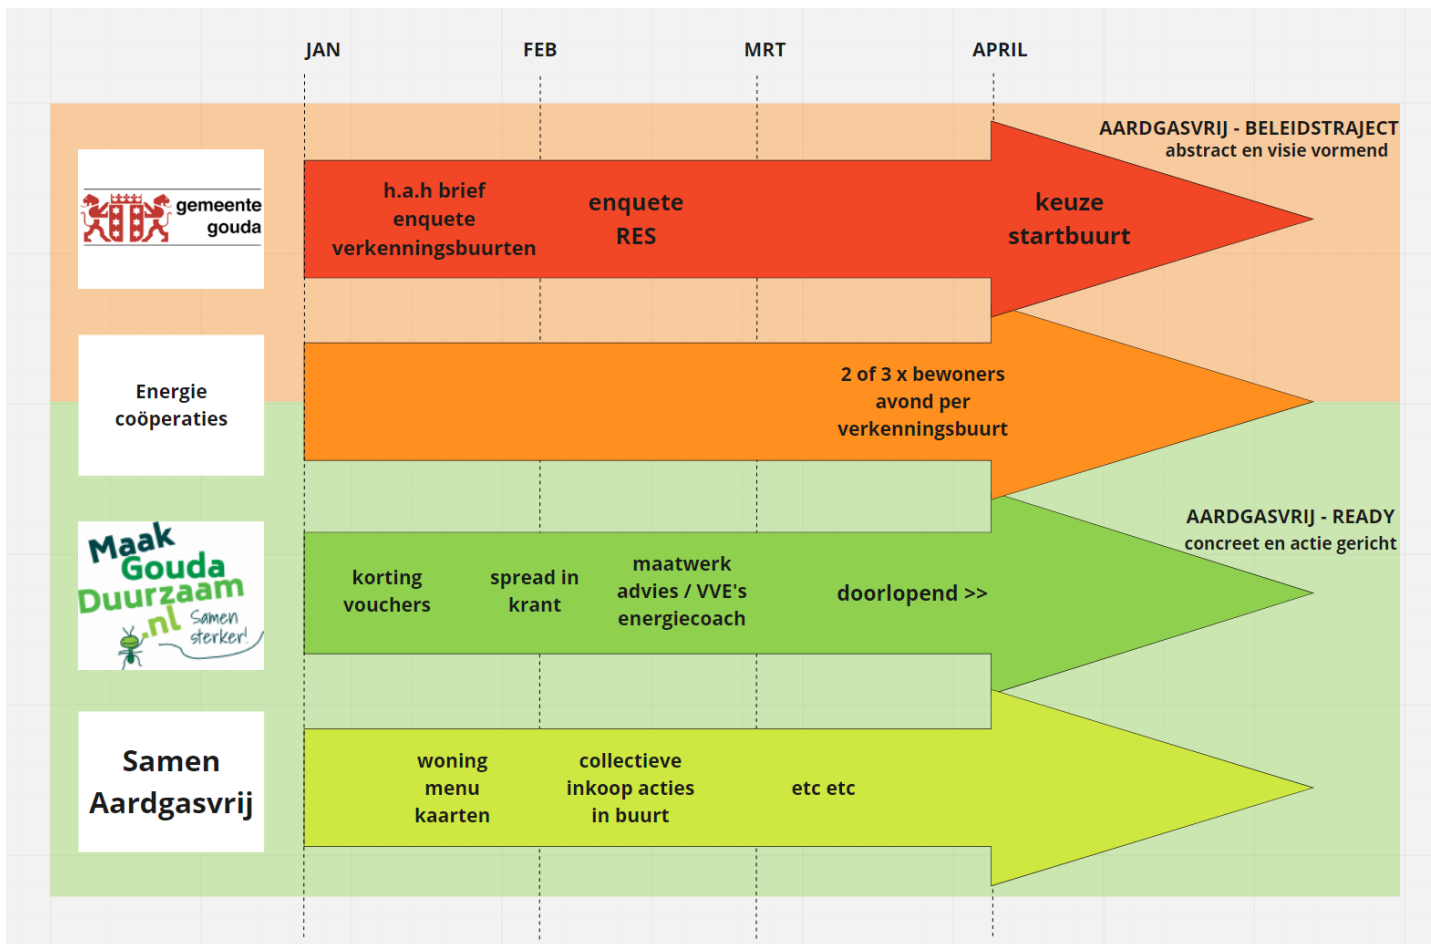 JAN
FEB
MRT
APRIL
AARDGASVRIJ - BELEIDSTRAJECT
abstract en visie vormend
gemeente
gouda
h.a.h brief
enquete
verkenningsbuurten
enquete
RES
keuze
startbuurt
Energie
coöperaties
2 of 3 x bewoners
avond per
verkenningsbuurt
AARDGASVRIJ - READY
concreet en actie gericht
Maak
Gouda
Duurzaam
.nl
Samen
sterker!
korting
vouchers
spread in
krant
maatwerk
advies / VVE's
energiecoach
doorlopend >>
Samen
Aardgasvrij
woning
menu
kaarten
collectieve
inkoop acties
in buurt
etc etc